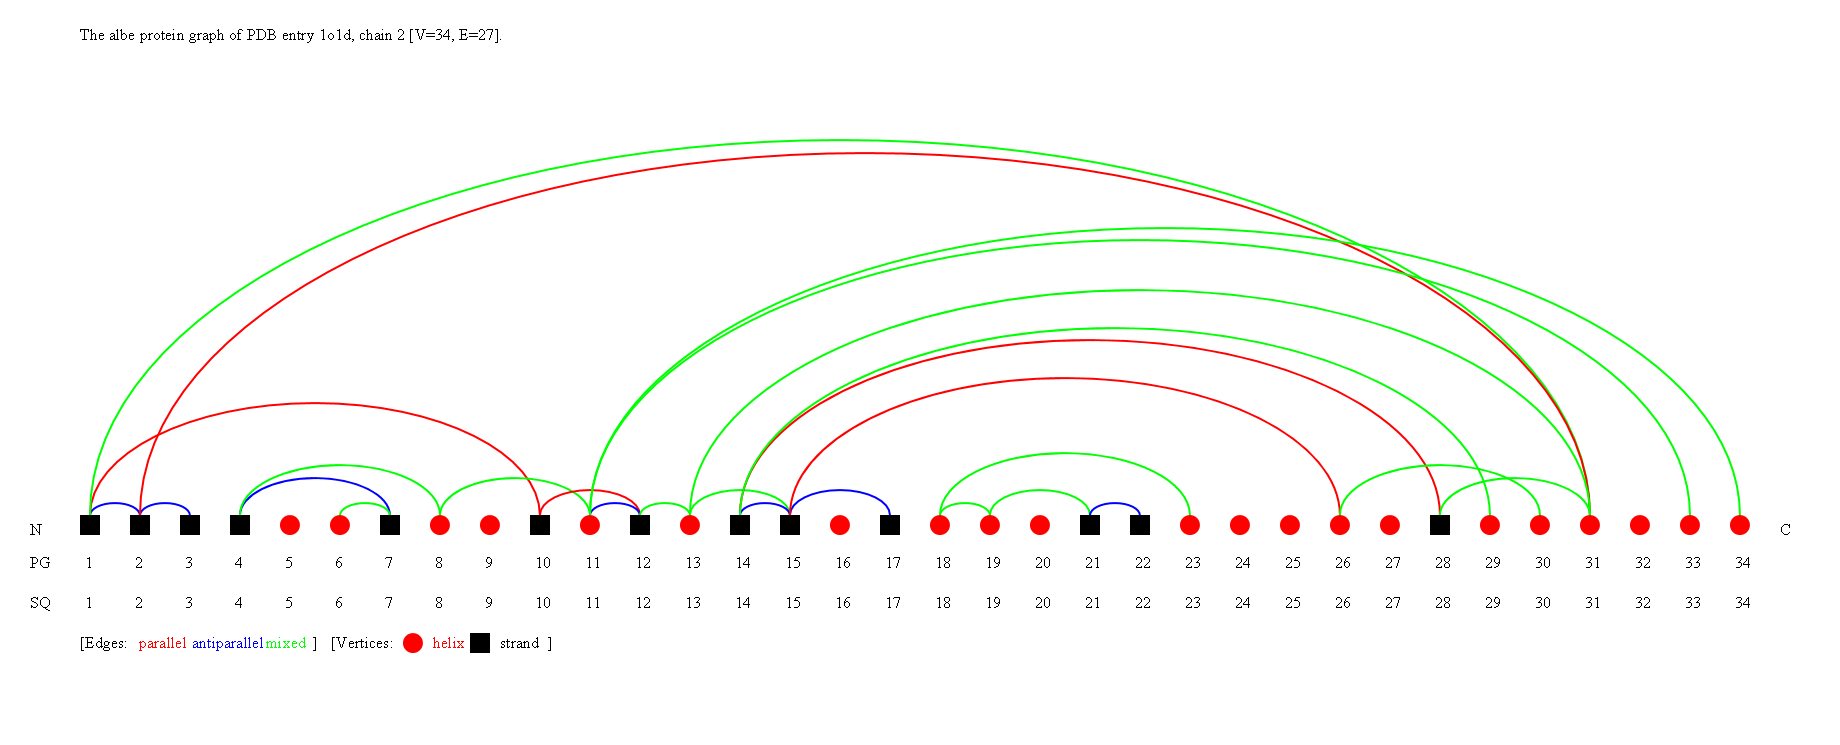 The albe protein graph of PDB entry 1o1d, chain 2 [V=34, E=27].
N C
PG 1 2 3 4 5 6 7 8 9 10 11 12 13 14 15 16 17 18 19 20 21 22 23 24 25 26 27 28 29 30 31 32 33 34
SQ 1 2 3 4 5 6 7 8 9 10 11 12 13 14 15 16 17 18 19 20 21 22 23 24 25 26 27 28 29 30 31 32 33 34
[Edges: parallel antiparallel mixed ] [Vertices: helix strand ]